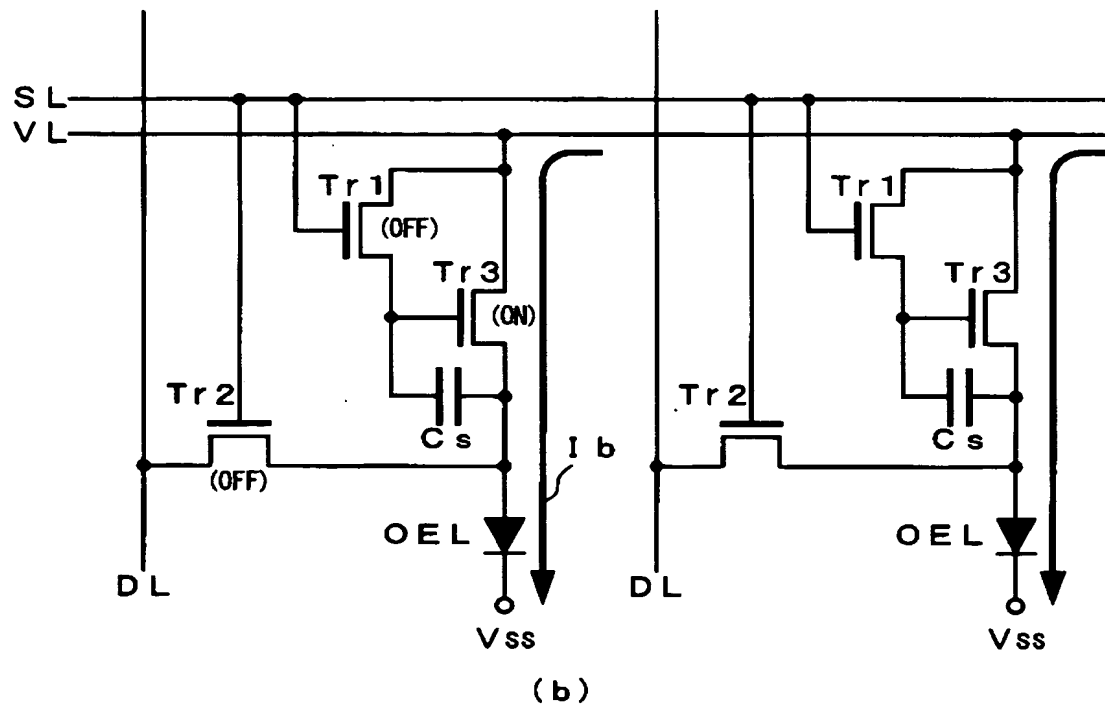 SL
VL
Tr1 Tr1
(OFF)
Tr3 Tr3
(ON)
Tr2 Tr2
Cs Cs
Ib
(OFF)
OEL OEL
DL DL
Vss Vss
(b)